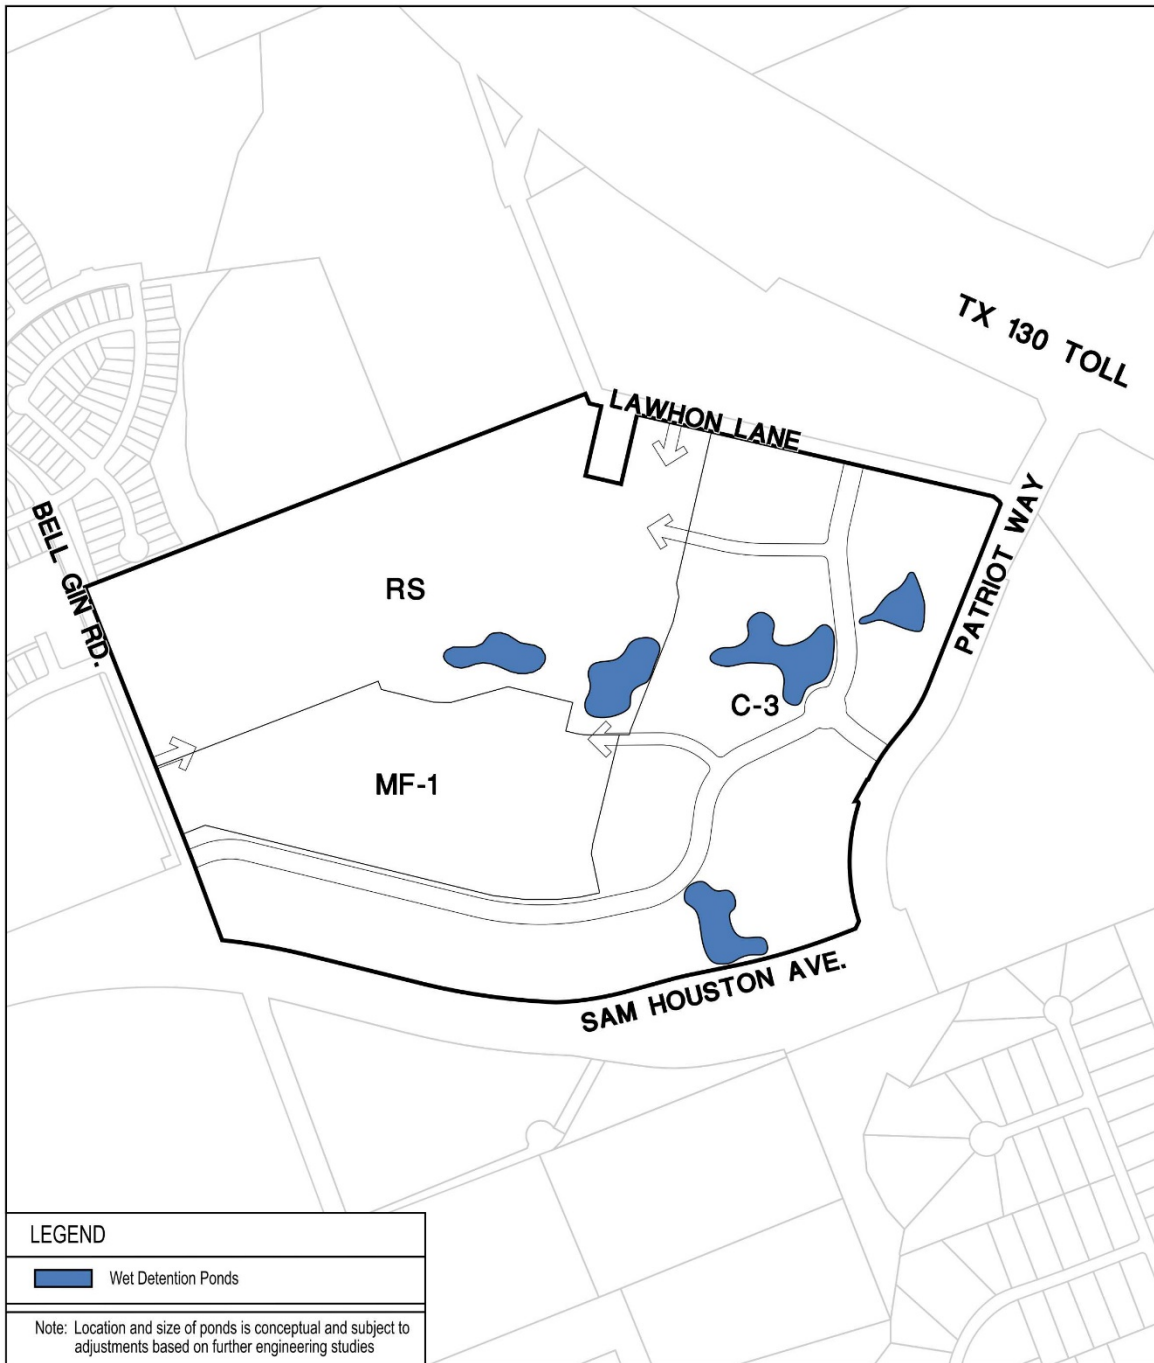 TX 130 TOLL
LAWHON LANE
BELL GIN RD.
PATRIOT WAY
RS
C-3
MF-1
SAM HOUSTON AVE.
LEGEND
Wet Detention Ponds
Note: Location and size of ponds is conceptual and subject to
adjustments based on further engineering studies